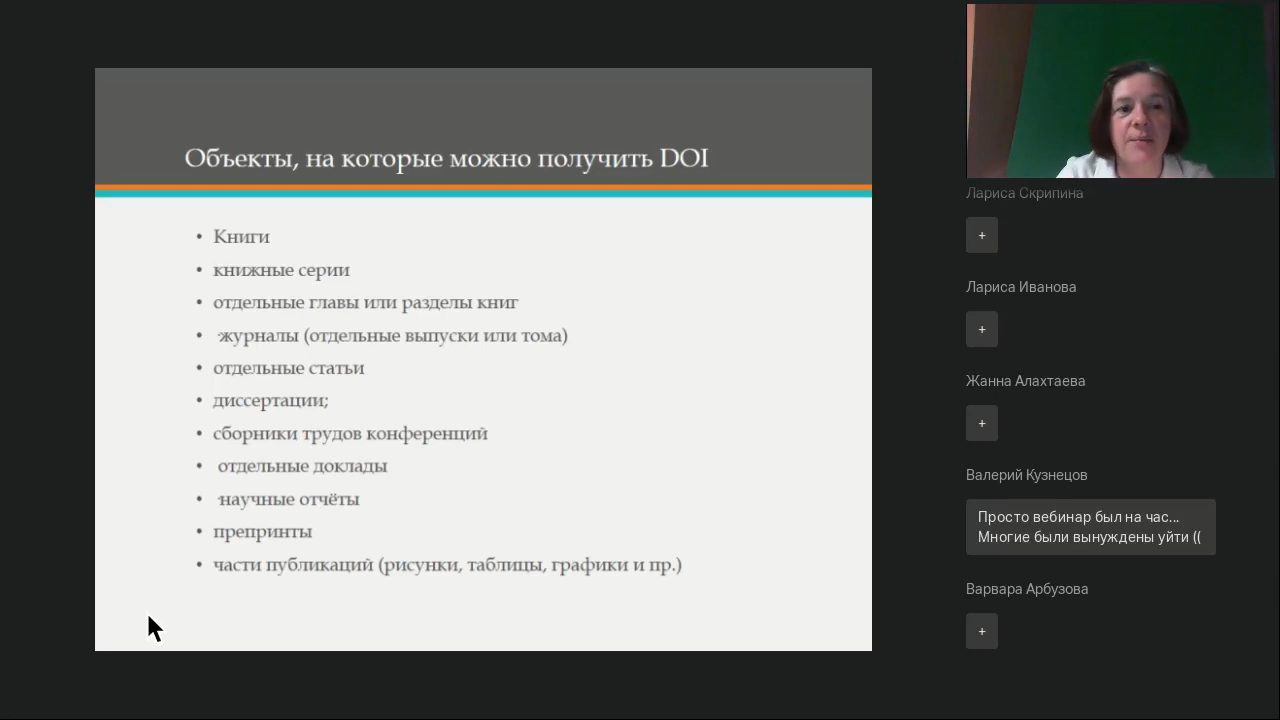 Объекты, на которые можно получить DOI
• Книги
• книжные серии
• отдельные главы или разделы книг
• журналы (отдельные выпуски или тома)
• отдельные статьи
• диссертации;
• сборники трудов конференций
• отдельные доклады
• научные отчёты
• препринты
• части публикаций (рисунки, таблицы, графики и пр.)
Лариса Скрипина
+
Лариса Иванова
+
Жанна Алахтаева
+
Валерий Кузнецов
Просто вебинар был на час...
Многие были вынуждены уйти ((
Варвара Арбузова
+